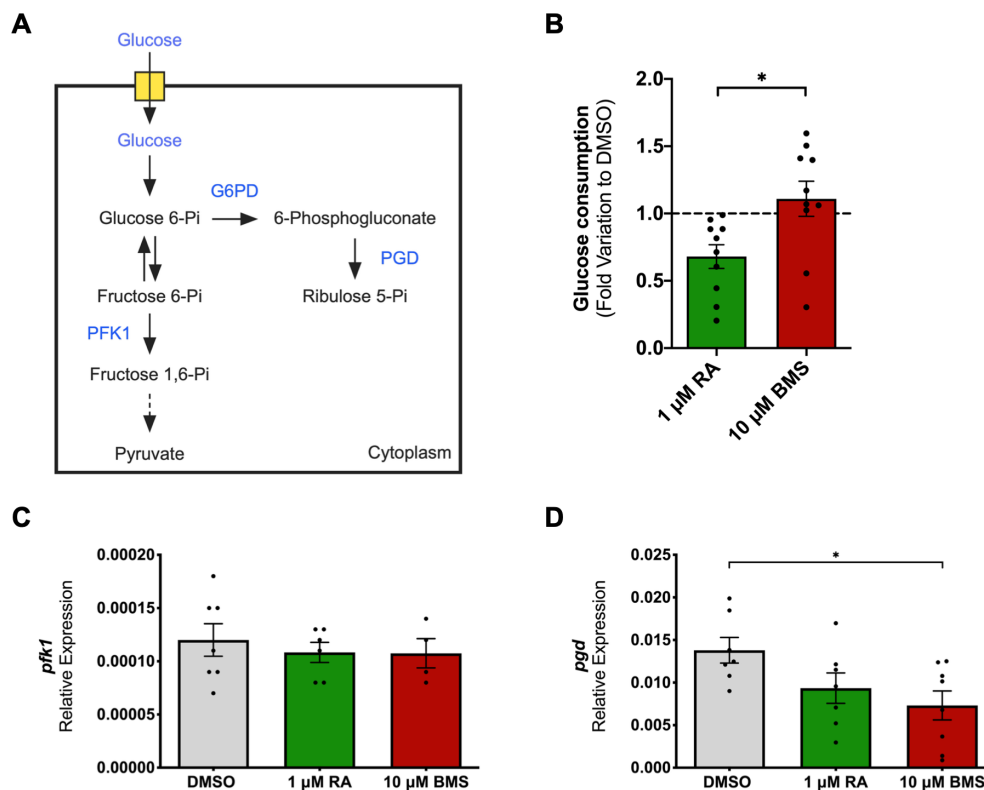 A
Glucose
Glucose
G6PD
Glucose 6-Pi
6-Phosphogluconate
PGD
Fructose 6-Pi
Ribulose 5-Pi
PFK1
Fructose 1,6-Pi
Pyruvate
Cytoplasm
B
Glucose consumption
(Fold Variation to DMSO)
2.0
1.5
1.0
0.5
0.0
*
1 µM RA
10 µM BMS
C
pfk1
Relative Expression
0.00020
0.00015
0.00010
0.00005
0.00000
DMSO
1 µM RA
10 µM BMS
D
pgd
Relative Expression
0.025
0.020
0.015
0.010
0.005
0.000
*
DMSO
1 µM RA
10 µM BMS